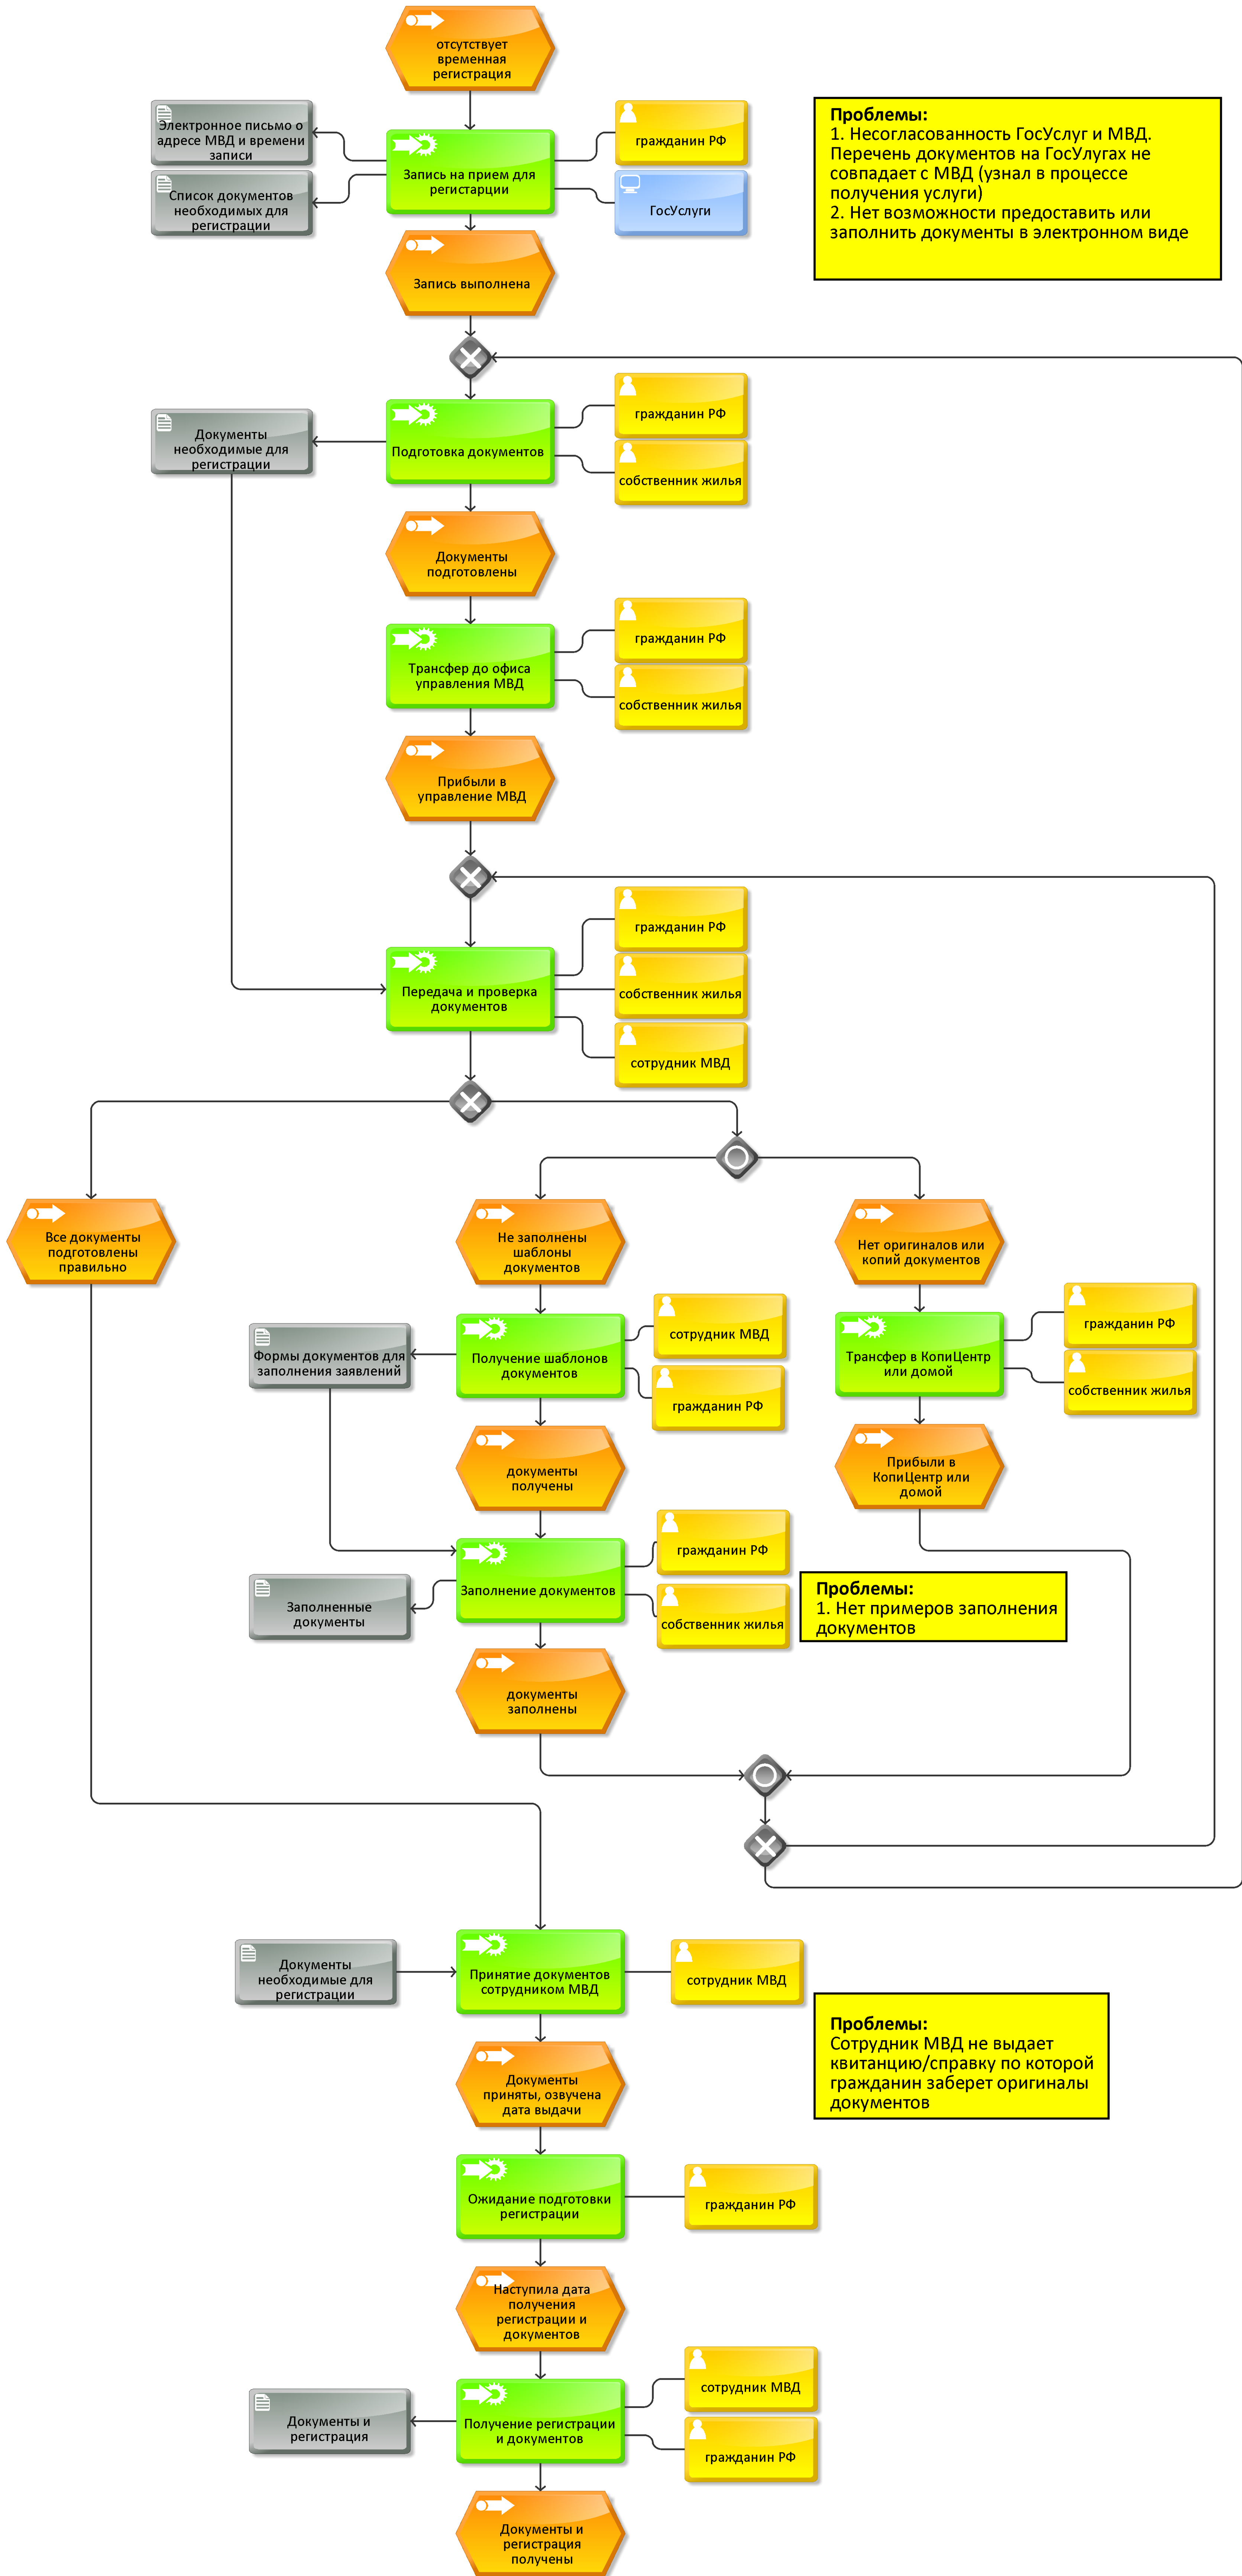 отсутствует
временная
регистрация
Электронное письмо о
адресе МВД и времени
записи
Список документов
необходимых для
регистрации
Запись на прием для
регистарции
гражданин РФ
ГосУслуги
Проблемы:
1. Несогласованность ГосУслуг и МВД.
Перечень документов на ГосУлугах не
совпадает с МВД (узнал в процессе
получения услуги)
2. Нет возможности предоставить или
заполнить документы в электронном виде
Запись выполнена
Документы
необходимые для
регистрации
Подготовка документов
гражданин РФ
собственник жилья
Документы
подготовлены
Трансфер до офиса
управления МВД
гражданин РФ
собственник жилья
Прибыли в
управление МВД
Передача и проверка
документов
гражданин РФ
собственник жилья
сотрудник МВД
Все документы
подготовлены
правильно
Не заполнены
шаблоны
документов
Нет оригиналов или
копий документов
Формы документов для
заполнения заявлений
Получение шаблонов
документов
сотрудник МВД
гражданин РФ
Трансфер в КопиЦентр
или домой
гражданин РФ
собственник жилья
документы
получены
Прибыли в
КопиЦентр или
домой
Заполненные
документы
Заполнение документов
гражданин РФ
собственник жилья
Проблемы:
1. Нет примеров заполнения
документов
документы
заполнены
Документы
необходимые для
регистрации
Принятие документов
сотрудником МВД
сотрудник МВД
Проблемы:
Сотрудник МВД не выдает
квитанцию/справку по которой
гражданин заберет оригиналы
документов
Документы
приняты, озвучена
дата выдачи
Ожидание подготовки
регистрации
гражданин РФ
Наступила дата
получения
регистрации и
документов
Документы и
регистрация
Получение регистрации
и документов
сотрудник МВД
гражданин РФ
Документы и
регистрация
получены